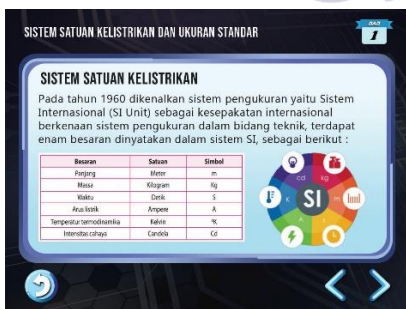 SISTEM SATUAN KELISTRIKAN DAN UKURAN STANDAR
BAB
1
SISTEM SATUAN KELISTRIKAN
Pada tahun 1960 dikenalkan sistem pengukuran yaitu Sistem
Internasional (SI Unit) sebagai kesepakatan internasional
berkenaan sistem pengukuran dalam bidang teknik, terdapat
enam besaran dinyatakan dalam sistem SI, sebagai berikut :
Besaran Satuan Simbol
Panjang Meter m
Massa Kilogram Kg
Waktu Detik S
Arus listrik Ampere A
Temperatur termodinamika Kelvin °K
Intensitas cahaya Candela Cd
cd kg
K SI m
A s